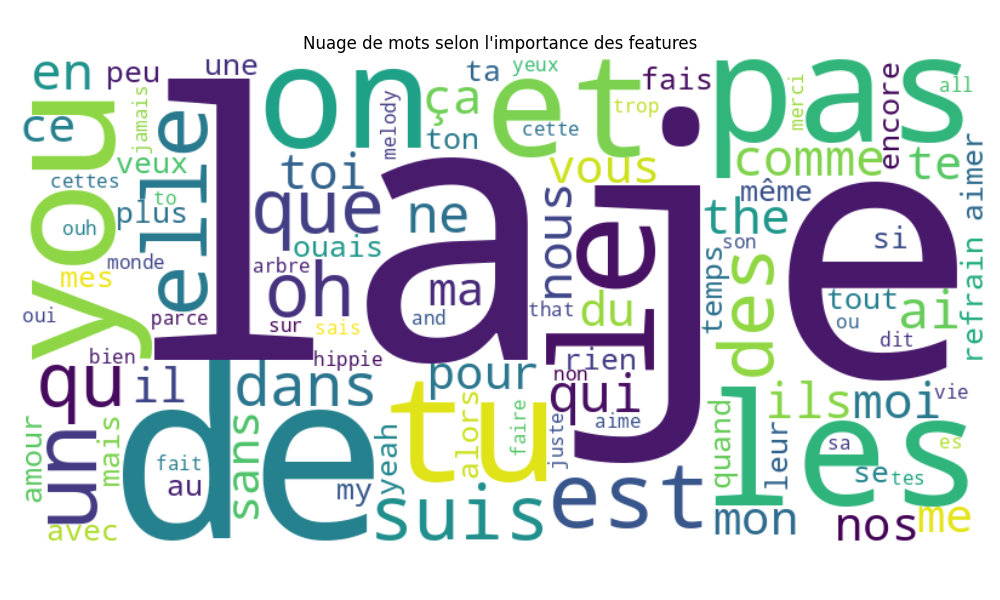 Nuage de mots selon l'importance des features
en
peu
une
on
ça
ta
yeux
et
fais
trop
pas
merci
encore
all
ce
you
jamais
elle
melody
ton
cette
veux
cettes
to
toi
vous
comme
te
aimer
ouh
plus
que
ne
nous
le
même
the
si
son
mes
monde
ouais
arbre
oh
ma
du
temps
des
tout
ai
refrain
oui
parce
sur
sais
and
that
ou
dit
la
je
bien
hippie
rien
non
qu
il
dans
pour
qui
ils
moi
vie
un
amour
mais
de
fait
au
sans
yeah
my
tu
alors
faire
juste
aime
quand
leur
les
sa
es
se
tes
avec
suis
est
mon
nos
me